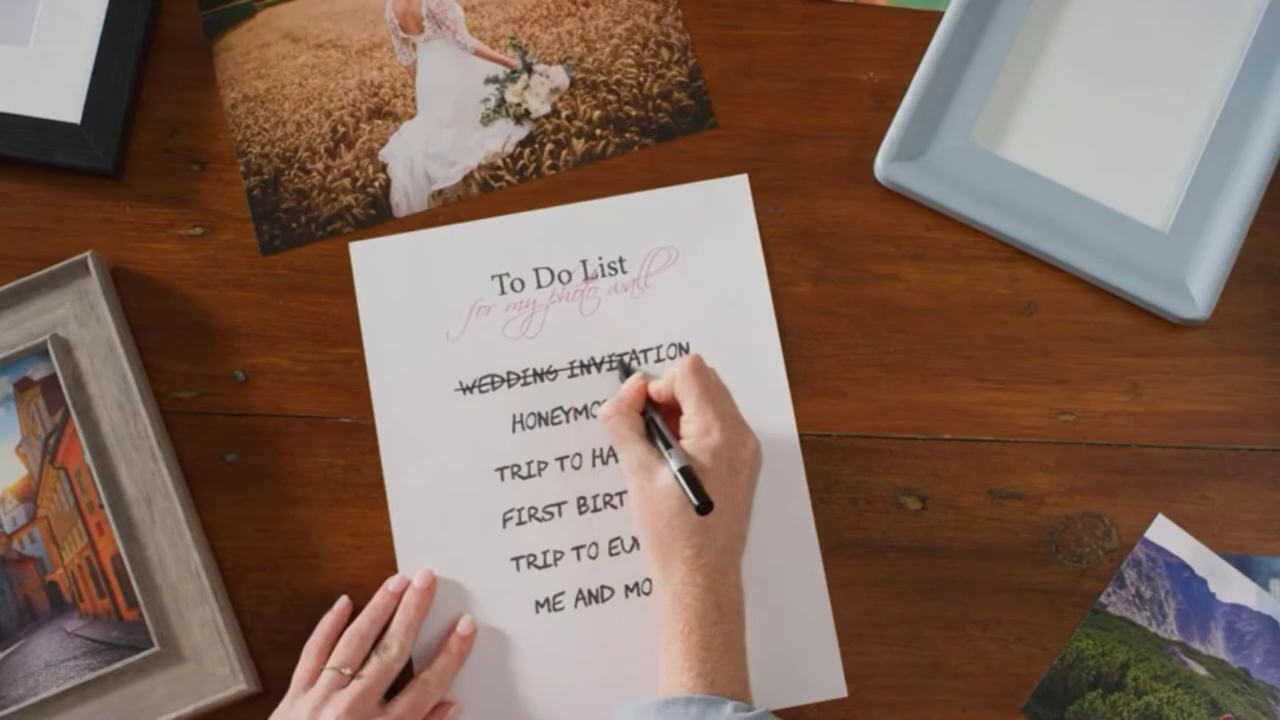 To Do List
for my photo wall
WEDDING INVITATION
HONEYMO
TRIP TO HA
FIRST BIRT
TRIP TO EU
ME AND MO